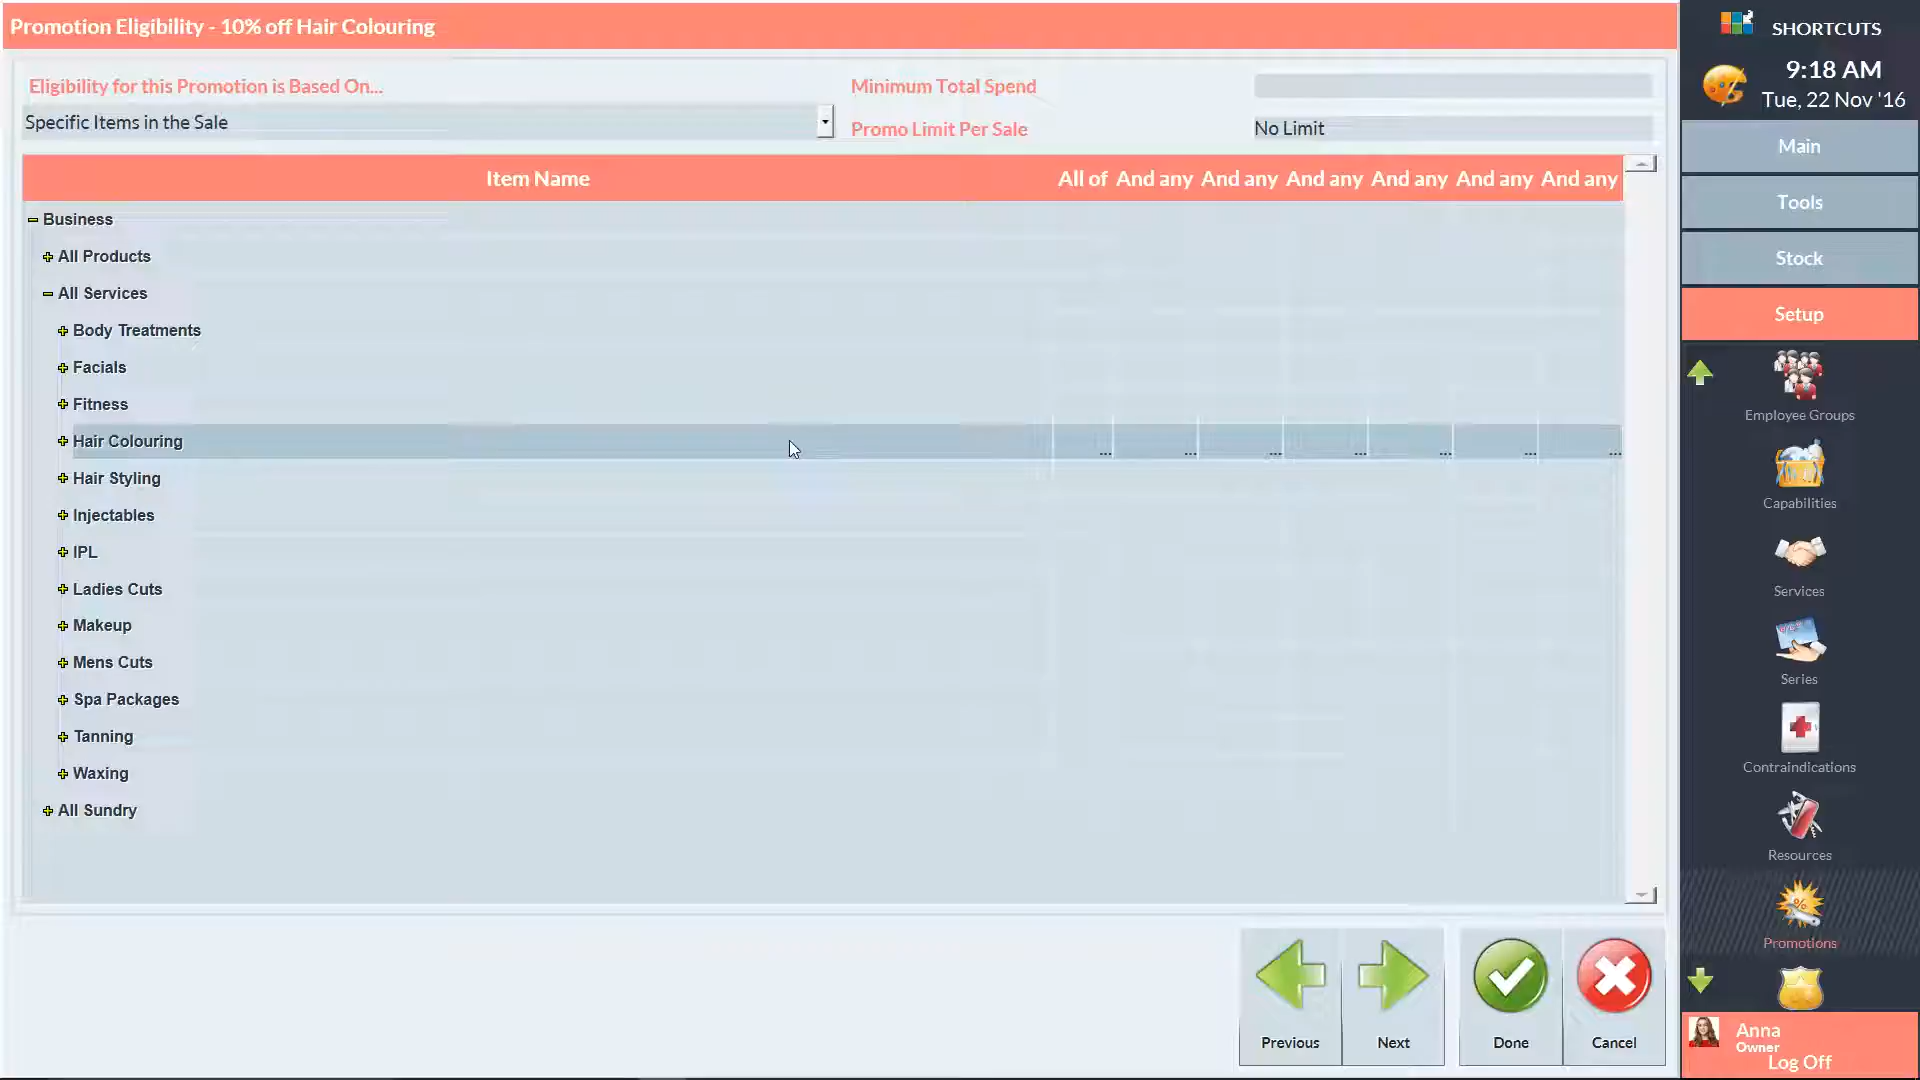 Promotion Eligibility - 10% off Hair Colouring
Eligibility for this Promotion is Based On...
Specific Items in the Sale
Minimum Total Spend
Promo Limit Per Sale
No Limit
Item Name All of And any And any And any And any And any And any
Business
All Products
All Services
Body Treatments
Facials
Fitness
Hair Colouring ... ... ... ... ... ... ...
Hair Styling
Injectables
IPL
Ladies Cuts
Makeup
Mens Cuts
Spa Packages
Tanning
Waxing
All Sundry
Previous
Next
Done
Cancel
SHORTCUTS
9:18 AM
Tue, 22 Nov '16
Main
Tools
Stock
Setup
Employee Groups
Capabilities
Services
Series
Contraindications
Resources
Promotions
Anna
Owner
Log Off